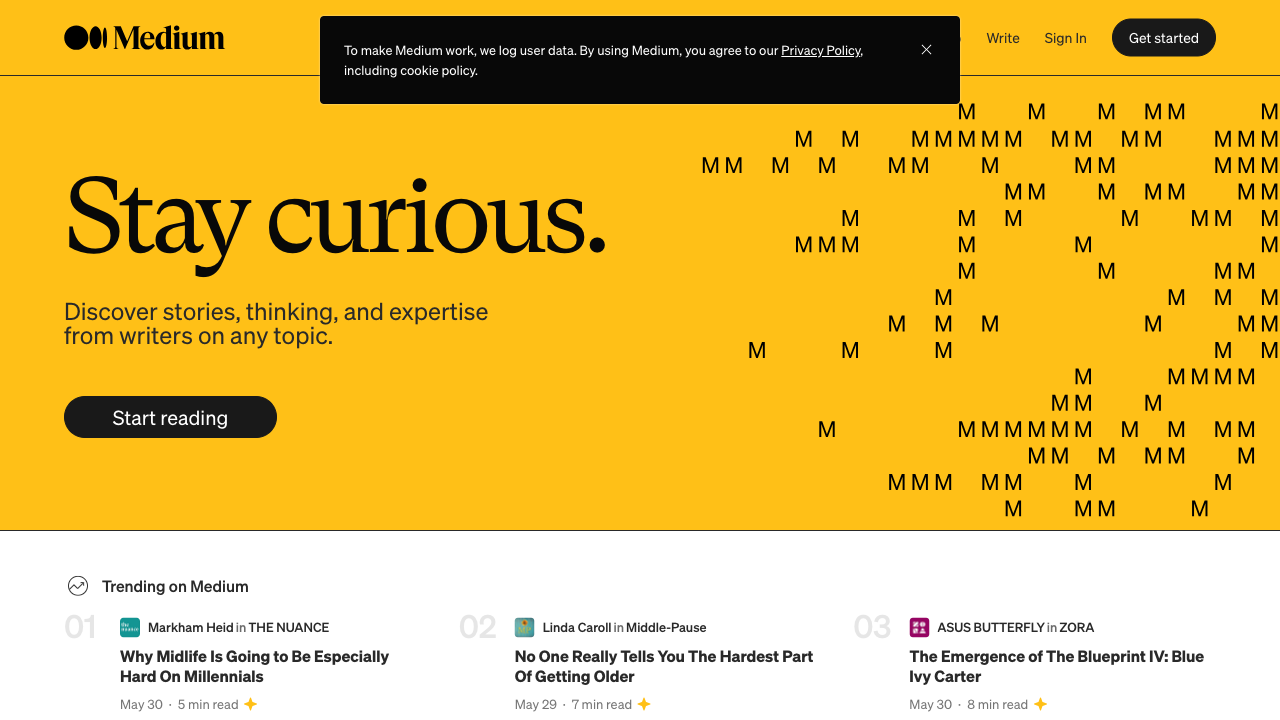 Medium
To make Medium work, we log user data. By using Medium, you agree to our Privacy Policy,
including cookie policy.
Write
Sign In
Get started
Stay curious.
Discover stories, thinking, and expertise
from writers on any topic.
Start reading
M M M M M M
M M M M M M M M M M M M M M
M M M M M M M M M M M M
M M M M M M M
M M M M M M M
M M M M M M
M M M M
M M M M
M M M M M M
M M M M M
M M M M M
M M M
M M M M M M M M M M M
M M M M M M
M M M M M M M
M M M M
Trending on Medium
01
the nuance
Markham Heid in THE NUANCE
Why Midlife Is Going to Be Especially
Hard On Millennials
May 30 · 5 min read
02
Linda Caroll in Middle-Pause
No One Really Tells You The Hardest Part
Of Getting Older
May 29 · 7 min read
03
ASUS BUTTERFLY in ZORA
The Emergence of The Blueprint IV: Blue
Ivy Carter
May 30 · 8 min read